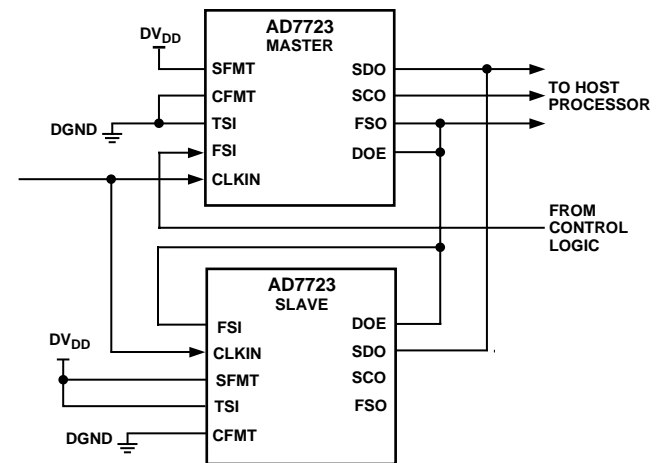 AD7723
MASTER
DVDD
SFMT
SDO
CFMT
SCO
TO HOST
PROCESSOR
DGND
TSI
FSO
FSI
DOE
CLKIN
FROM
CONTROL
LOGIC
AD7723
SLAVE
FSI
DOE
DVDD
CLKIN
SDO
SFMT
SCO
TSI
FSO
DGND
CFMT